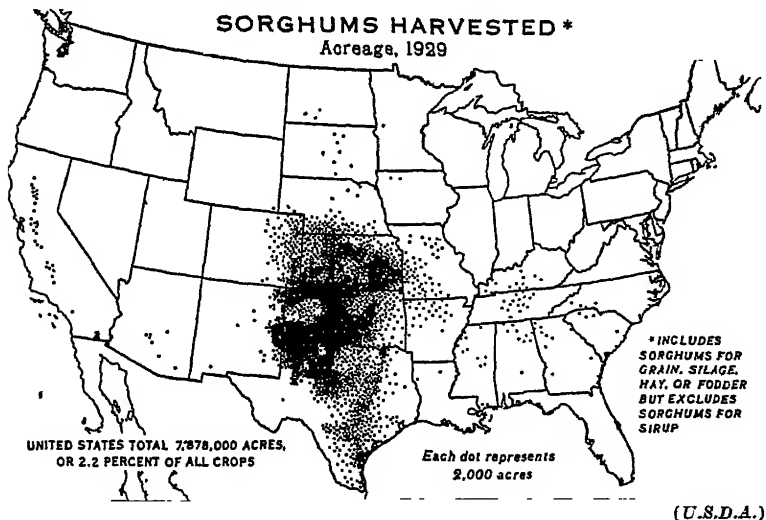 SORGHUMS HARVESTED*
Acreage, 1929
*INCLUDES
SORGHUMS FOR
GRAIN, SILAGE,
HAY, OR FODDER
BUT EXCLUDES
SORGHUMS FOR
SIRUP
UNITED STATES TOTAL 7,878,000 ACRES,
OR 2.2 PERCENT OF ALL CROPS
Each dot represents
2,000 acres
(U.S.D.A.)